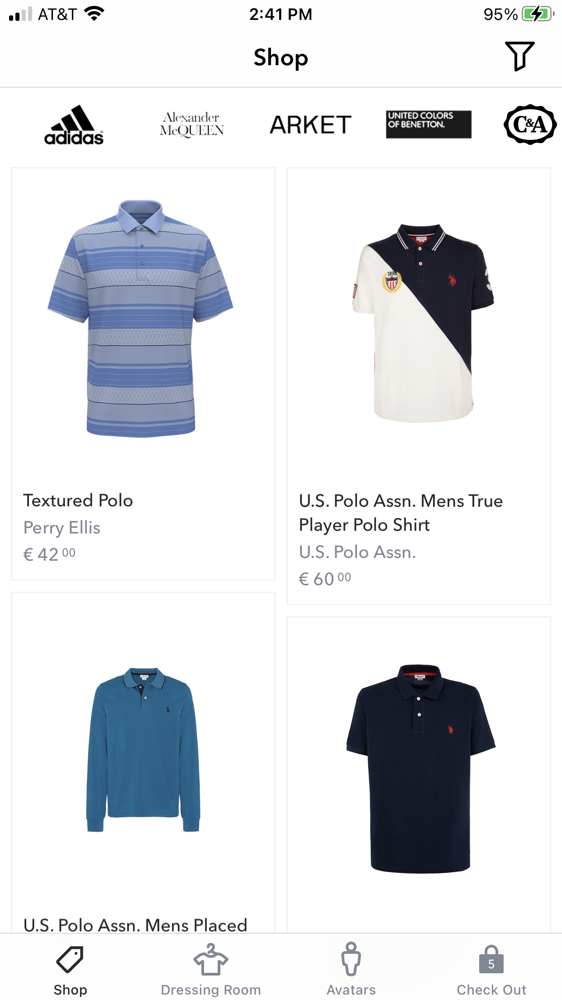 AT&T
2:41 PM
95%
Shop
adidas®
Alexander
McQUEEN
ARKET
UNITED COLORS
OF BENETTON.
C&A
1890
3
Textured Polo
Perry Ellis
€ 42 00
U.S. Polo Assn. Mens True
Player Polo Shirt
U.S. Polo Assn.
€ 60 00
U.S. Polo Assn. Mens Placed
5
Shop
Dressing Room
Avatars
Check Out